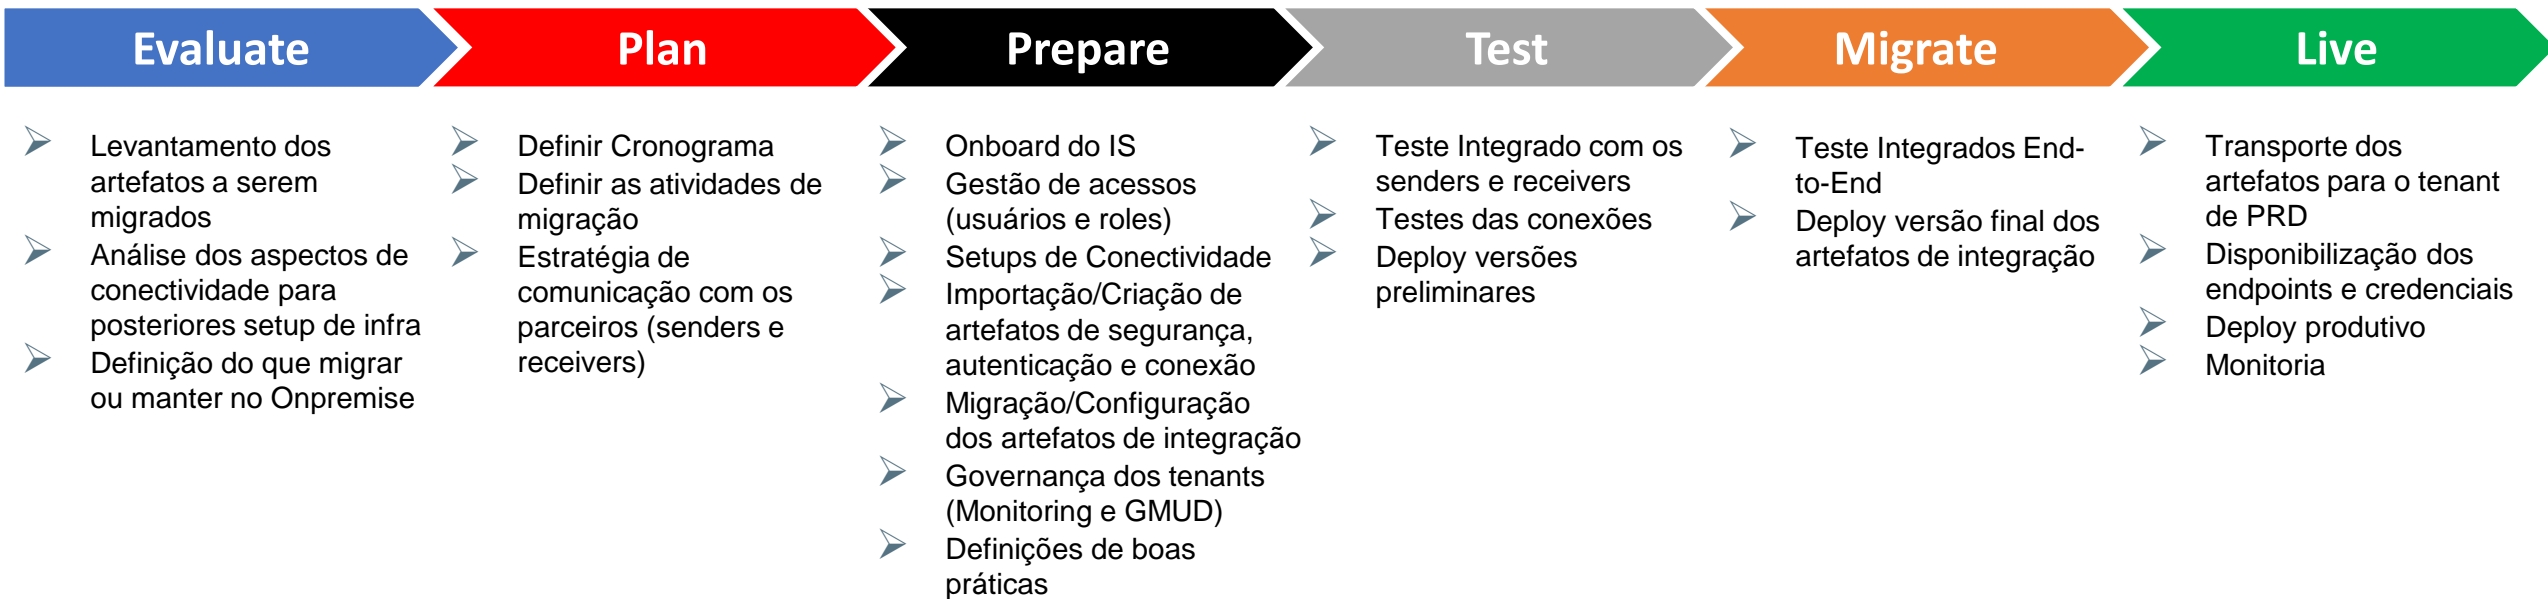 Evaluate
Plan
Prepare
Test
Migrate
Live
Levantamento dos
artefatos a serem
migrados
Análise dos aspectos de
conectividade para
posteriores setup de infra
Definição do que migrar
ou manter no Onpremise
Definir Cronograma
Definir as atividades de
migração
Estratégia de
comunicação com os
parceiros (senders e
receivers)
Onboard do IS
Gestão de acessos
(usuários e roles)
Setups de Conectividade
Importação/Criação de
artefatos de segurança,
autenticação e conexão
Migração/Configuração
dos artefatos de integração
Governança dos tenants
(Monitoring e GMUD)
Definições de boas
práticas
Teste Integrado com os
senders e receivers
Testes das conexões
Deploy versões
preliminares
Teste Integrados End-
to-End
Deploy versão final dos
artefatos de integração
Transporte dos
artefatos para o tenant
de PRD
Disponibilização dos
endpoints e credenciais
Deploy produtivo
Monitoria